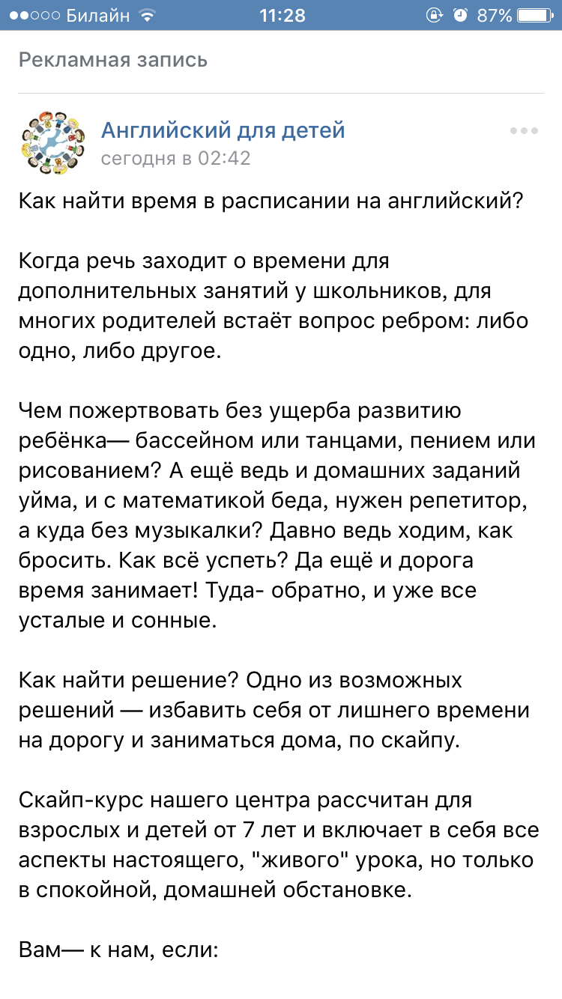 Билайн 11:28 87%
Рекламная запись
Английский для детей
сегодня в 02:42
Как найти время в расписании на английский?
Когда речь заходит о времени для
дополнительных занятий у школьников, для
многих родителей встаёт вопрос ребром: либо
одно, либо другое.
Чем пожертвовать без ущерба развитию
ребёнка— бассейном или танцами, пением или
рисованием? А ещё ведь и домашних заданий
уйма, и с математикой беда, нужен репетитор,
а куда без музыкалки? Давно ведь ходим, как
бросить. Как всё успеть? Да ещё и дорога
время занимает! Туда- обратно, и уже все
усталые и сонные.
Как найти решение? Одно из возможных
решений — избавить себя от лишнего времени
на дорогу и заниматься дома, по скайпу.
Скайп-курс нашего центра рассчитан для
взрослых и детей от 7 лет и включает в себя все
аспекты настоящего, "живого" урока, но только
в спокойной, домашней обстановке.
Вам— к нам, если: